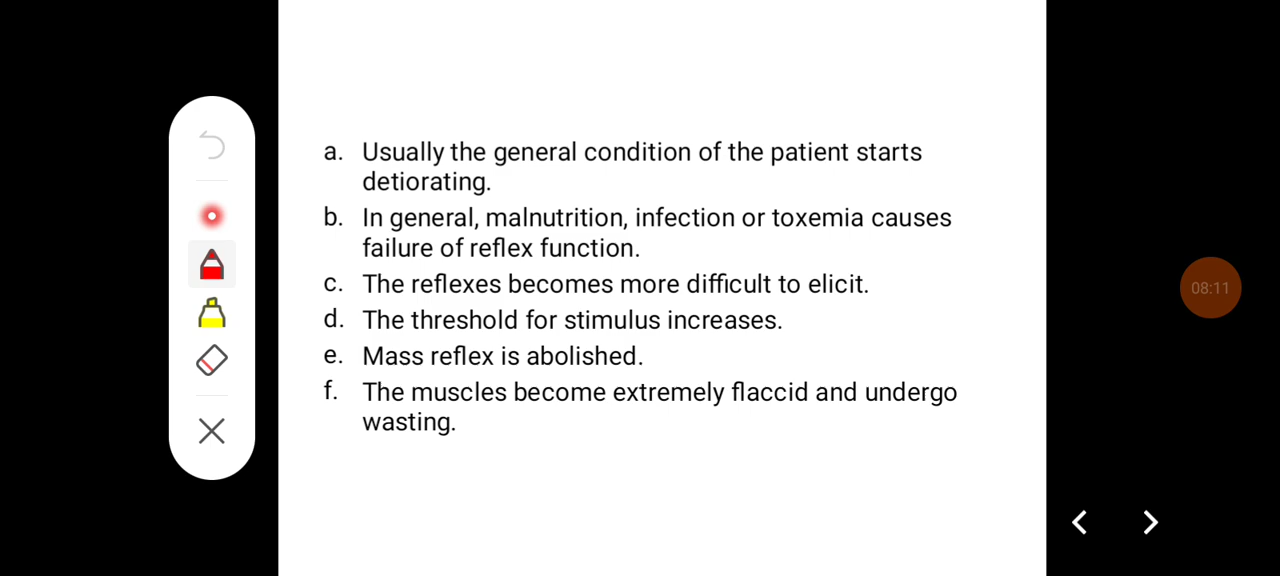 a. Usually the general condition of the patient starts
detiorating.
b. In general, malnutrition, infection or toxemia causes
failure of reflex function.
c. The reflexes becomes more difficult to elicit.
d. The threshold for stimulus increases.
e. Mass reflex is abolished.
f. The muscles become extremely flaccid and undergo
wasting.
08:11